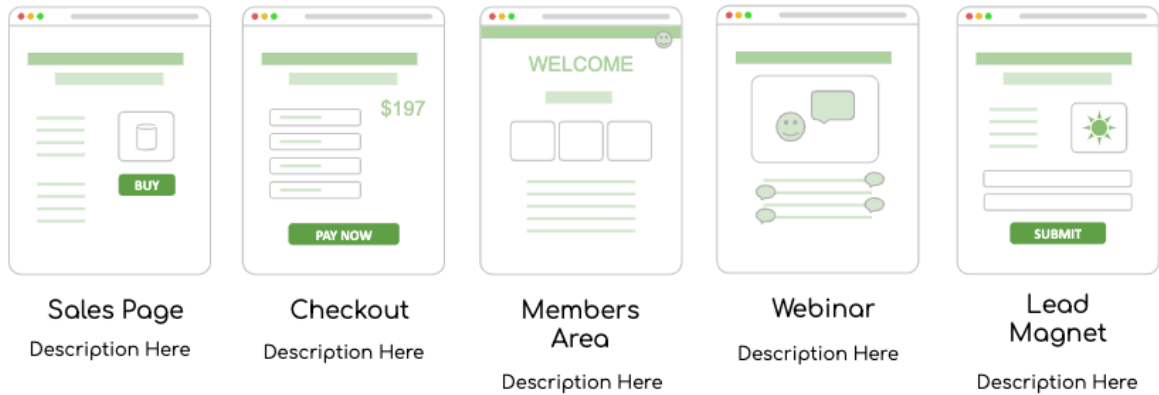 BUY
$197
PAY NOW
WELCOME
SUBMIT
Sales Page
Description Here
Checkout
Description Here
Members
Area
Description Here
Webinar
Description Here
Lead
Magnet
Description Here